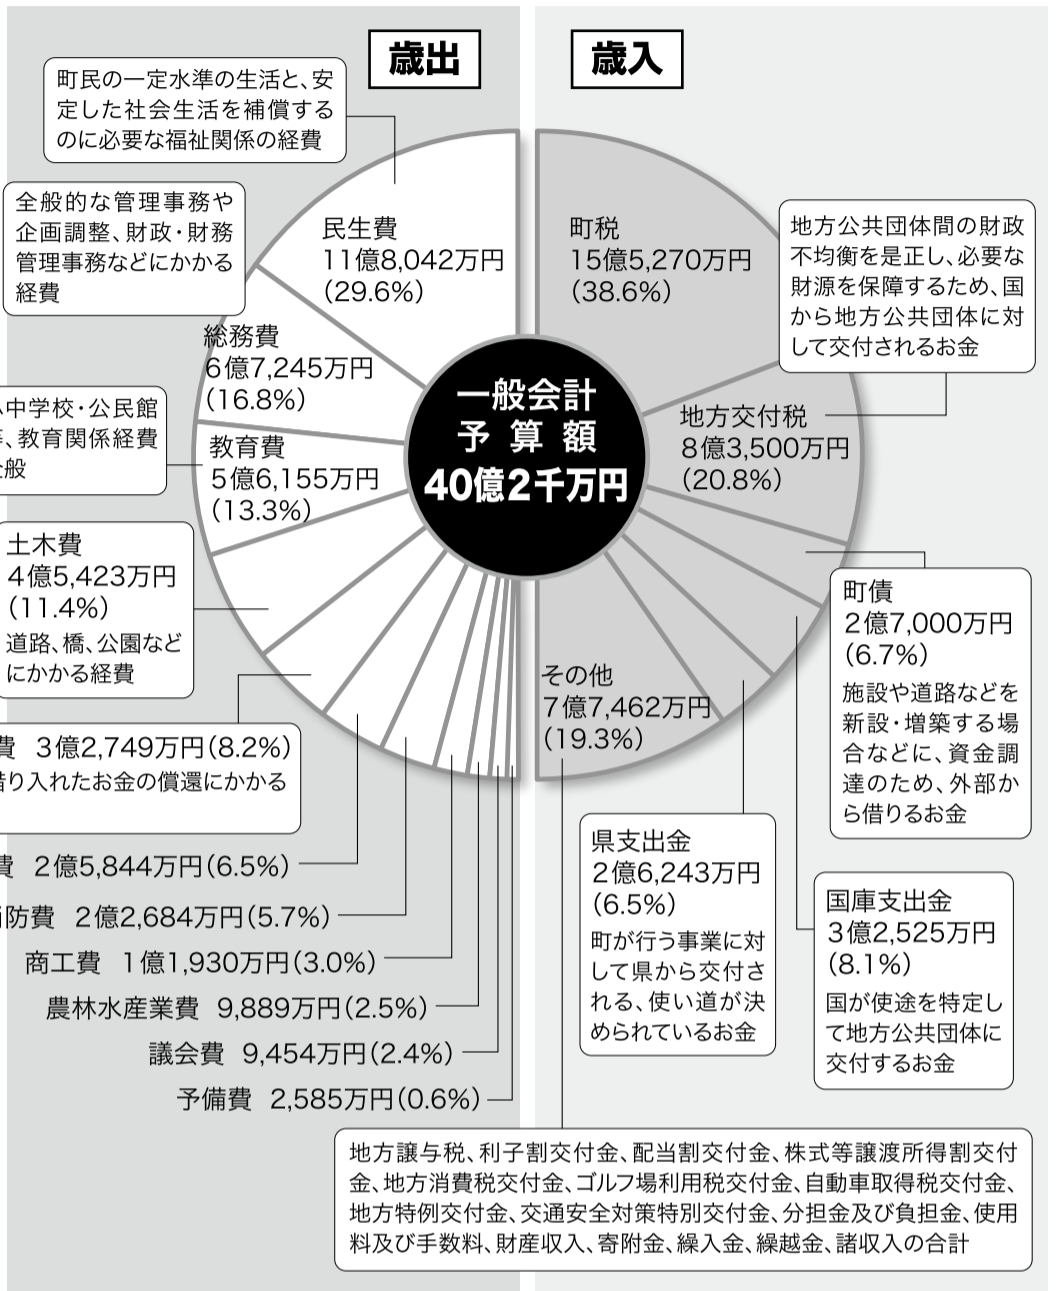 歳出
町民の一定水準の生活と、安
定した社会生活を補償する
のに必要な福祉関係の経費
全般的な管理事務や
企画調整、財政・財務
管理事務などにかかる
経費
民生費
11億8,042万円
(29.6%)
総務費
6億7,245万円
(16.8%)
中学校・公民館
、教育関係経費
般
教育費
5億6,155万円
(13.3%)
土木費
4億5,423万円
(11.4%)
道路、橋、公園など
にかかる経費
費 3億2,749万円(8.2%)
り入れたお金の償還にかかる
費 2億5,844万円(6.5%)
防費 2億2,684万円(5.7%)
商工費 1億1,930万円(3.0%)
農林水産業費 9,889万円(2.5%)
議会費 9,454万円(2.4%)
予備費 2,585万円(0.6%)
一般会計
予算額
40億2千万円
歳入
町税
15億5,270万円
(38.6%)
地方公共団体間の財政
不均衡を是正し、必要な
財源を保障するため、国
から地方公共団体に対
して交付されるお金
地方交付税
8億3,500万円
(20.8%)
町債
2億7,000万円
(6.7%)
施設や道路などを
新設・増築する場
合などに、資金調
達のため、外部か
ら借りるお金
その他
7億7,462万円
(19.3%)
県支出金
2億6,243万円
(6.5%)
町が行う事業に対
して県から交付さ
れる、使い道が決
められているお金
国庫支出金
3億2,525万円
(8.1%)
国が使途を特定し
て地方公共団体に
交付するお金
地方譲与税、利子割交付金、配当割交付金、株式等譲渡所得割交付
金、地方消費税交付金、ゴルフ場利用税交付金、自動車取得税交付金、
地方特例交付金、交通安全対策特別交付金、分担金及び負担金、使用
料及び手数料、財産収入、寄附金、繰入金、繰越金、諸収入の合計